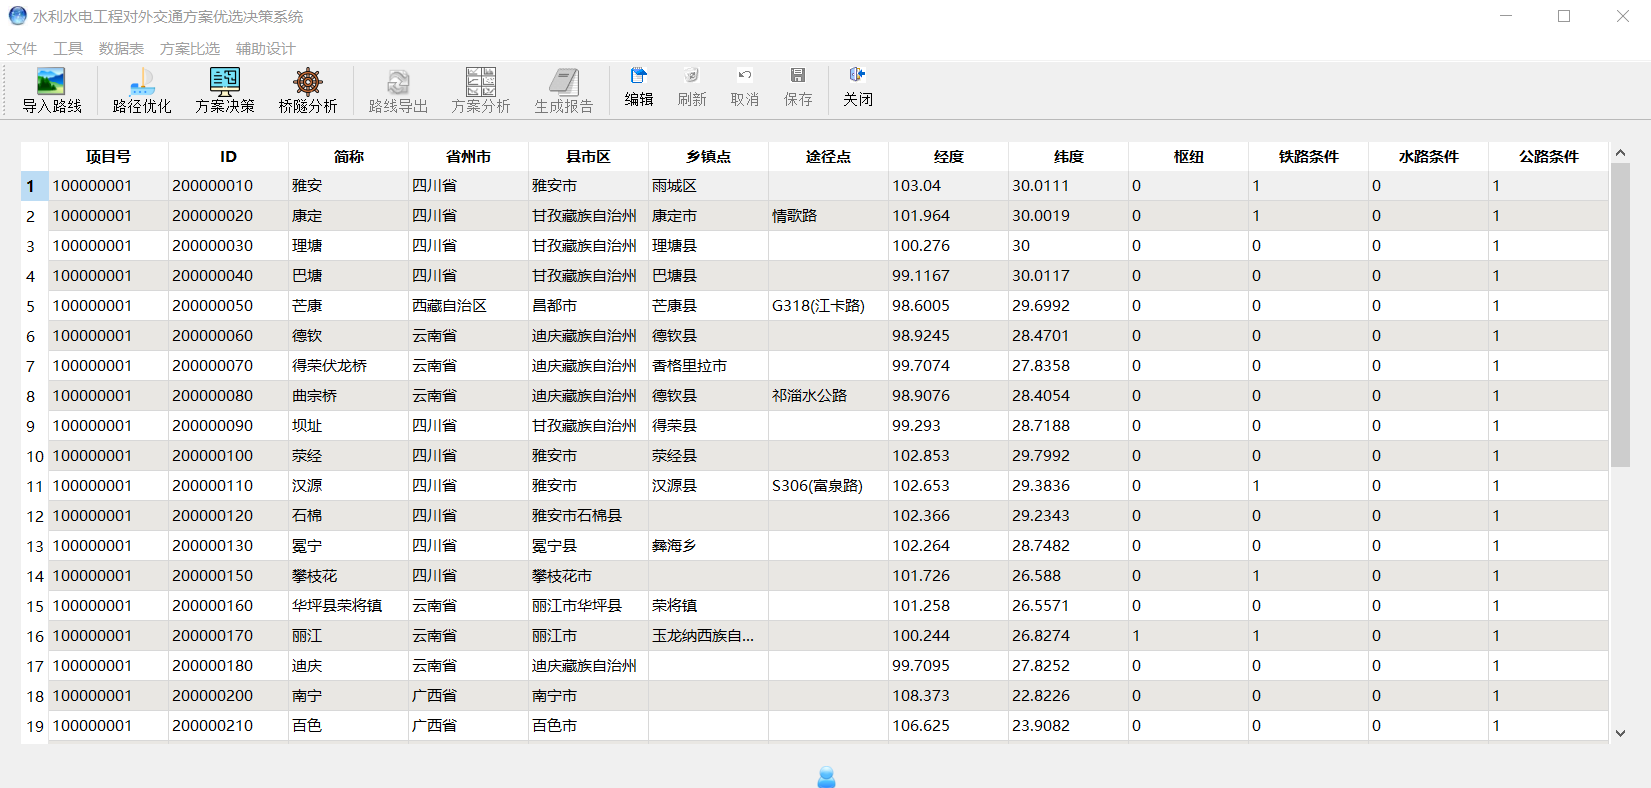 水利水电工程对外交通方案优选决策系统
文件 工具 数据表 方案比选 辅助设计
导入路线 路径优化 方案决策 桥隧分析 路线导出 方案分析 生成报告 编辑 刷新 取消 保存 关闭
项目号 ID 简称 省州市 县市区 乡镇点 途径点 经度 纬度 枢纽 铁路条件 水路条件 公路条件
1 100000001 200000010 雅安 四川省 雅安市 雨城区 103.04 30.0111 0 1 0 1
2 100000001 200000020 康定 四川省 甘孜藏族自治州 康定市 情歌路 101.964 30.0019 0 1 0 1
3 100000001 200000030 理塘 四川省 甘孜藏族自治州 理塘县 100.276 30 0 0 0 1
4 100000001 200000040 巴塘 四川省 甘孜藏族自治州 巴塘县 99.1167 30.0117 0 0 0 1
5 100000001 200000050 芒康 西藏自治区 昌都市 芒康县 G318(江卡路) 98.6005 29.6992 0 0 0 1
6 100000001 200000060 德钦 云南省 迪庆藏族自治州 德钦县 98.9245 28.4701 0 0 0 1
7 100000001 200000070 得荣伏龙桥 云南省 迪庆藏族自治州 香格里拉市 99.7074 27.8358 0 0 0 1
8 100000001 200000080 曲宗桥 云南省 迪庆藏族自治州 德钦县 祁淄水公路 98.9076 28.4054 0 0 0 1
9 100000001 200000090 坝址 四川省 甘孜藏族自治州 得荣县 99.293 28.7188 0 0 0 1
10 100000001 200000100 荥经 四川省 雅安市 荥经县 102.853 29.7992 0 0 0 1
11 100000001 200000110 汉源 四川省 雅安市 汉源县 S306(富泉路) 102.653 29.3836 0 1 0 1
12 100000001 200000120 石棉 四川省 雅安市石棉县 102.366 29.2343 0 0 0 1
13 100000001 200000130 冕宁 四川省 冕宁县 彝海乡 102.264 28.7482 0 0 0 1
14 100000001 200000150 攀枝花 四川省 攀枝花市 101.726 26.588 0 1 0 1
15 100000001 200000160 华坪县荣将镇 云南省 丽江市华坪县 荣将镇 101.258 26.5571 0 0 0 1
16 100000001 200000170 丽江 云南省 丽江市 玉龙纳西族自... 100.244 26.8274 1 1 0 1
17 100000001 200000180 迪庆 云南省 迪庆藏族自治州 99.7095 27.8252 0 0 0 1
18 100000001 200000200 南宁 广西省 南宁市 108.373 22.8226 0 0 0 1
19 100000001 200000210 百色 广西省 百色市 106.625 23.9082 0 0 0 1